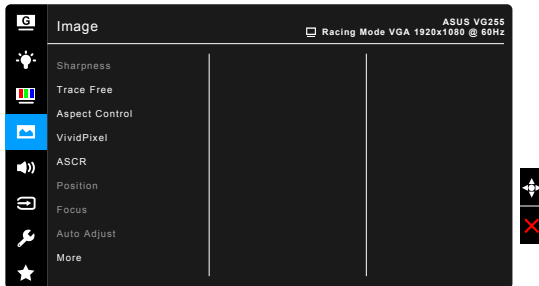 G
Image
ASUS VG255
Racing Mode VGA 1920x1080 @ 60Hz
Sharpness
Trace Free
Aspect Control
VividPixel
ASCR
Position
Focus
Auto Adjust
More